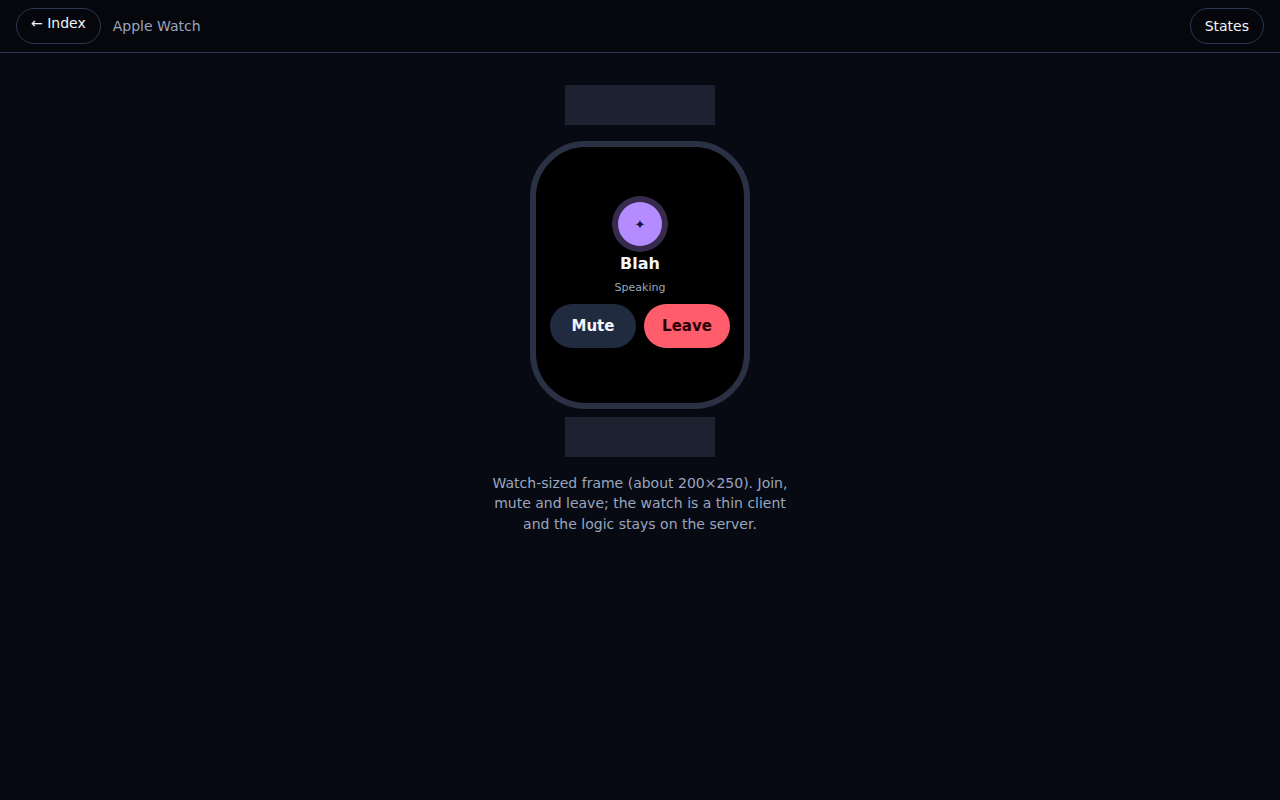 ← Index
Apple Watch
States
✦
Blah
Speaking
Mute
Leave
Watch-sized frame (about 200×250). Join,
mute and leave; the watch is a thin client
and the logic stays on the server.